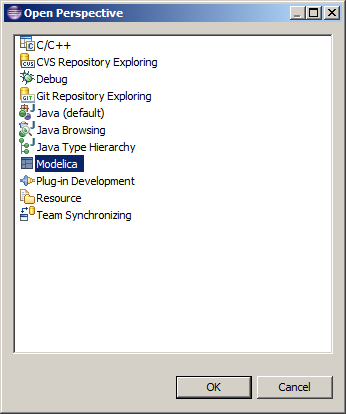 Open Perspective
C/C++
CVS Repository Exploring
Debug
Git Repository Exploring
Java (default)
Java Browsing
Java Type Hierarchy
Modelica
Plug-in Development
Resource
Team Synchronizing
OK Cancel